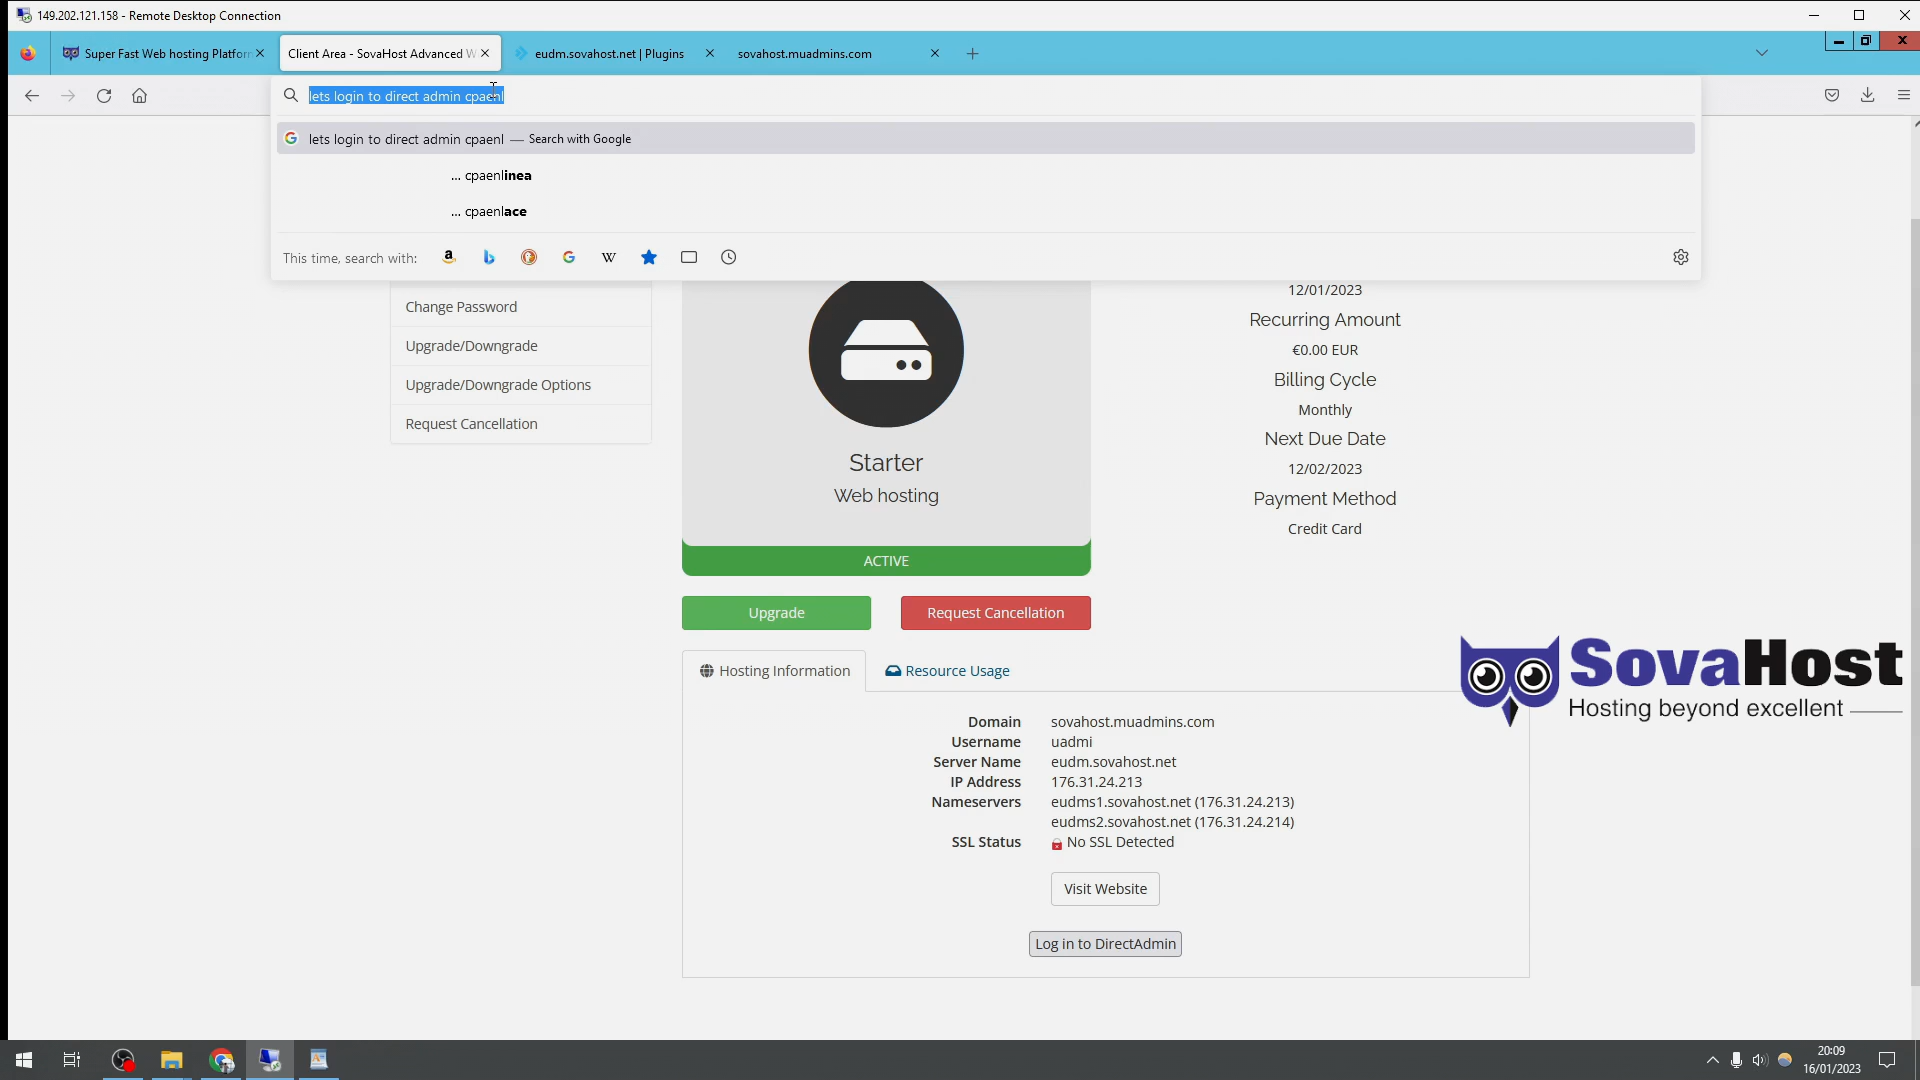 149.202.121.158 - Remote Desktop Connection
Super Fast Web hosting Platfor
Client Area - SovaHost Advanced W
eudm.sovahost.net | Plugins
sovahost.muadmins.com
lets login to direct admin cpaenl
lets login to direct admin cpaenl — Search with Google
... cpaenlinea
... cpaenlace
This time, search with:
Change Password
Upgrade/Downgrade
Upgrade/Downgrade Options
Request Cancellation
Starter
Web hosting
ACTIVE
Upgrade
Request Cancellation
12/01/2023
Recurring Amount
€0.00 EUR
Billing Cycle
Monthly
Next Due Date
12/02/2023
Payment Method
Credit Card
SovaHost
Hosting beyond excellent
Hosting Information
Resource Usage
Domain sovahost.muadmins.com
Username uadmi
Server Name eudm.sovahost.net
IP Address 176.31.24.213
Nameservers eudms1.sovahost.net (176.31.24.213)
eudms2.sovahost.net (176.31.24.214)
SSL Status No SSL Detected
Visit Website
Log in to DirectAdmin
20:09
16/01/2023